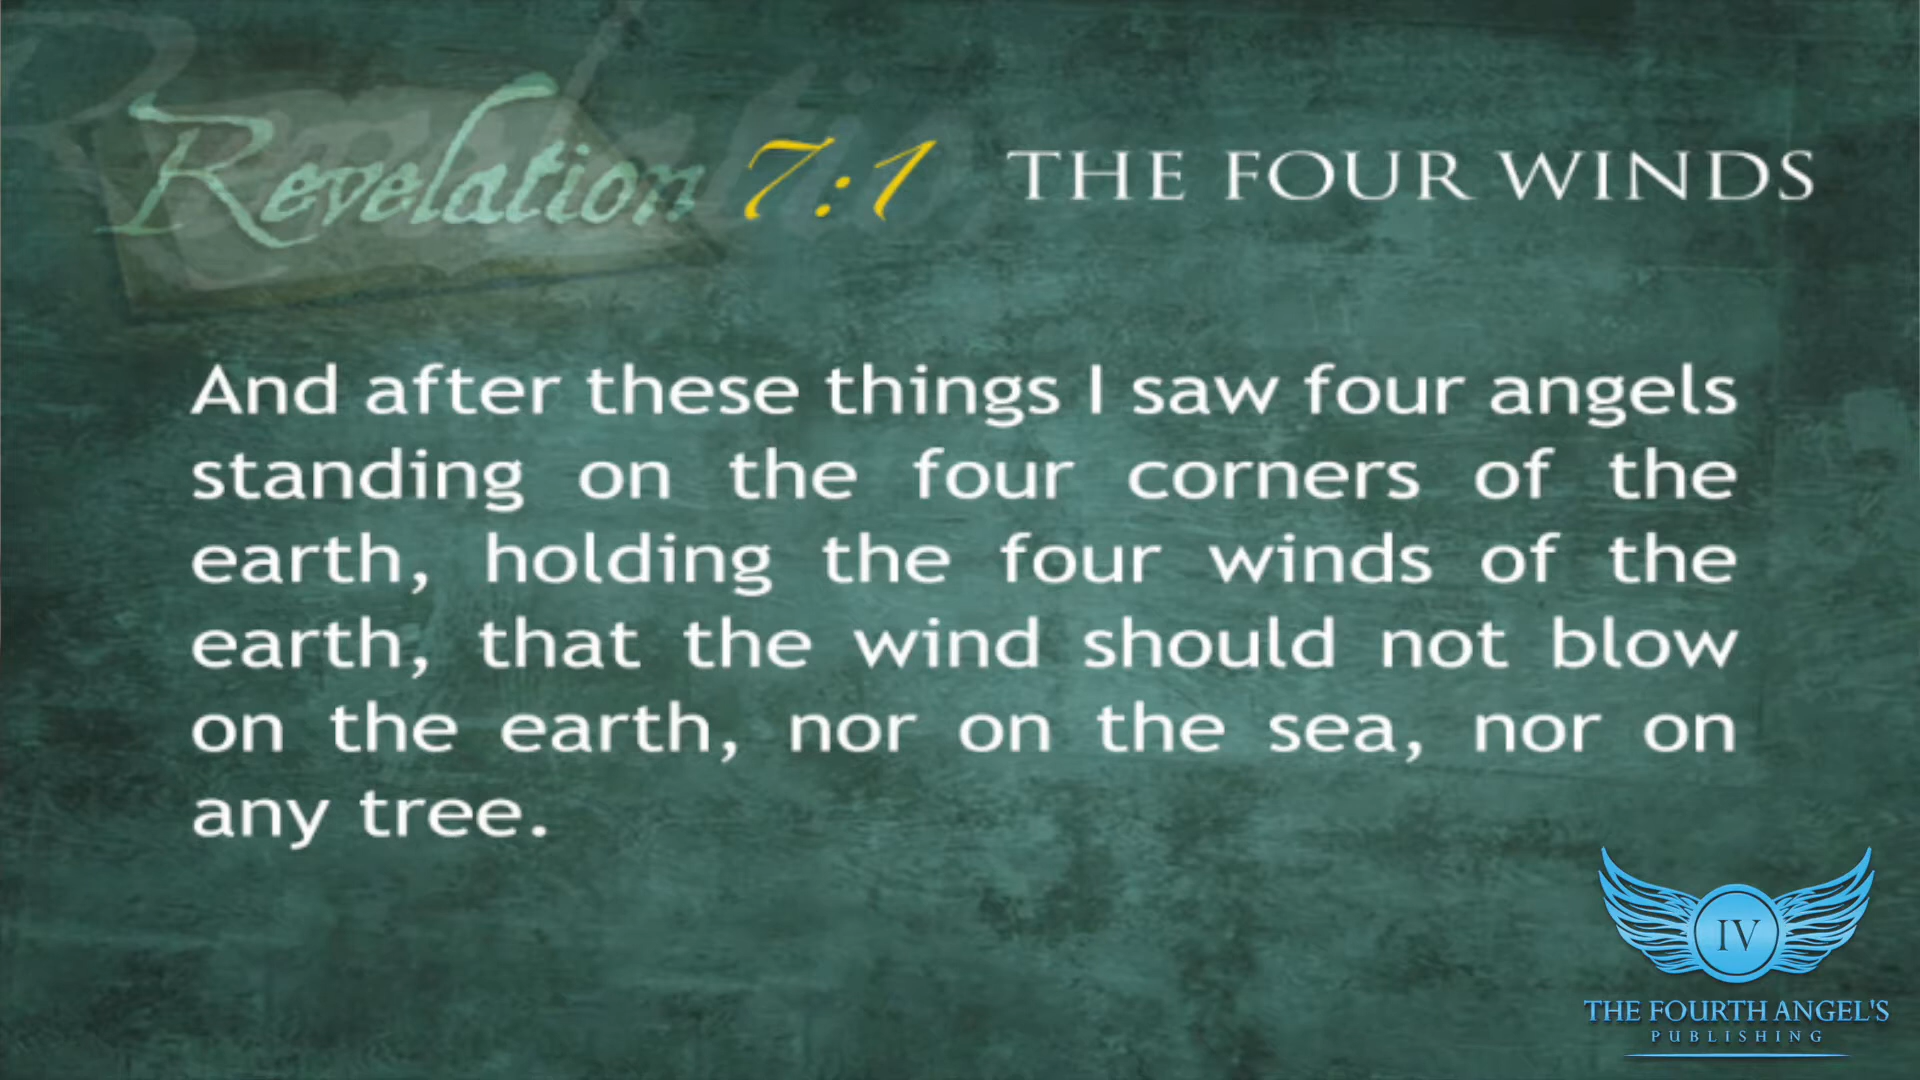 Revelation 7:1 THE FOUR WINDS
And after these things I saw four angels
standing on the four corners of the
earth, holding the four winds of the
earth, that the wind should not blow
on the earth, nor on the sea, nor on
any tree.
IV
THE FOURTH ANGEL'S
PUBLISHING